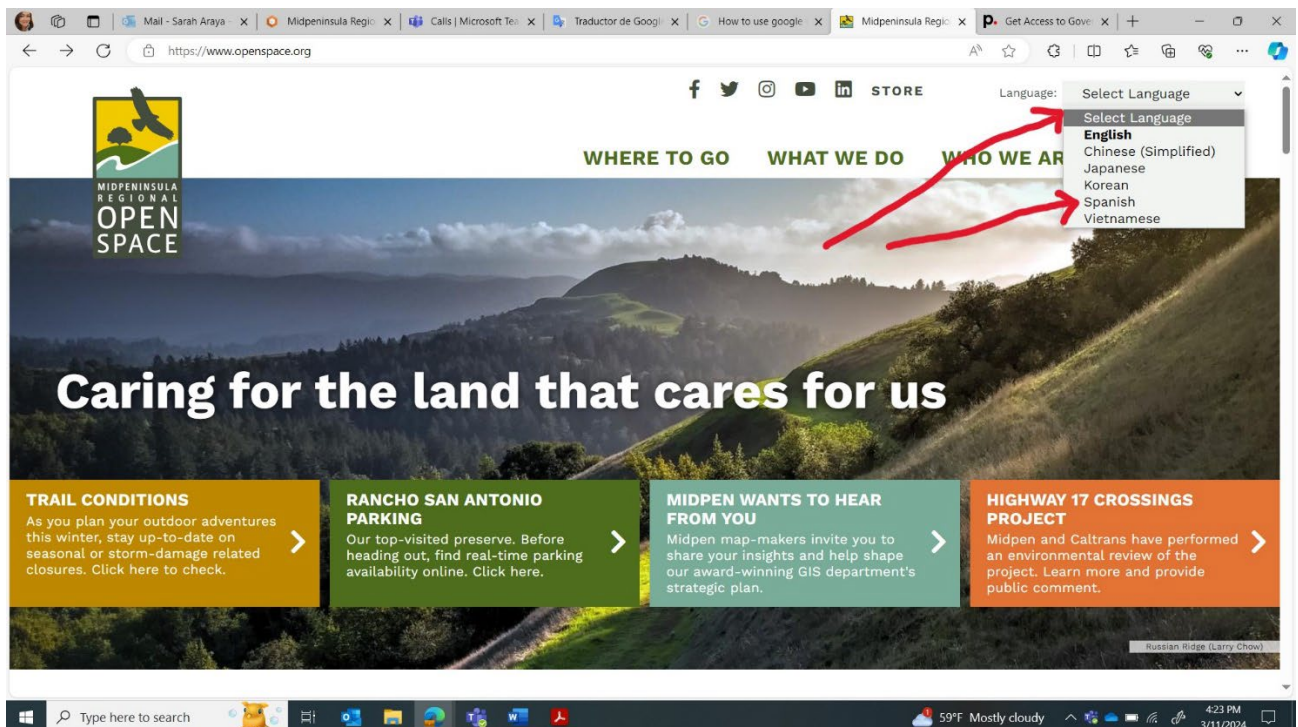 Mail - Sarah Araya
Midpeninsula Regio
Calls | Microsoft Tea
Traductor de Googl
How to use google
Midpeninsula Regio
Get Access to Gove
https://www.openspace.org
STORE
Language:
Select Language
Select Language
English
Chinese (Simplified)
Japanese
Korean
Spanish
Vietnamese
MIDPENINSULA
REGIONAL
OPEN
SPACE
WHERE TO GO
WHAT WE DO
WHO WE AR
Caring for the land that cares for us
TRAIL CONDITIONS
As you plan your outdoor adventures
this winter, stay up-to-date on
seasonal or storm-damage related
closures. Click here to check.
RANCHO SAN ANTONIO
PARKING
Our top-visited preserve. Before
heading out, find real-time parking
availability online. Click here.
MIDPEN WANTS TO HEAR
FROM YOU
Midpen map-makers invite you to
share your insights and help shape
our award-winning GIS department's
strategic plan.
HIGHWAY 17 CROSSINGS
PROJECT
Midpen and Caltrans have performed
an environmental review of the
project. Learn more and provide
public comment.
Russian Ridge (Larry Chow)
Type here to search
59°F Mostly cloudy
4:23 PM
3/11/2024